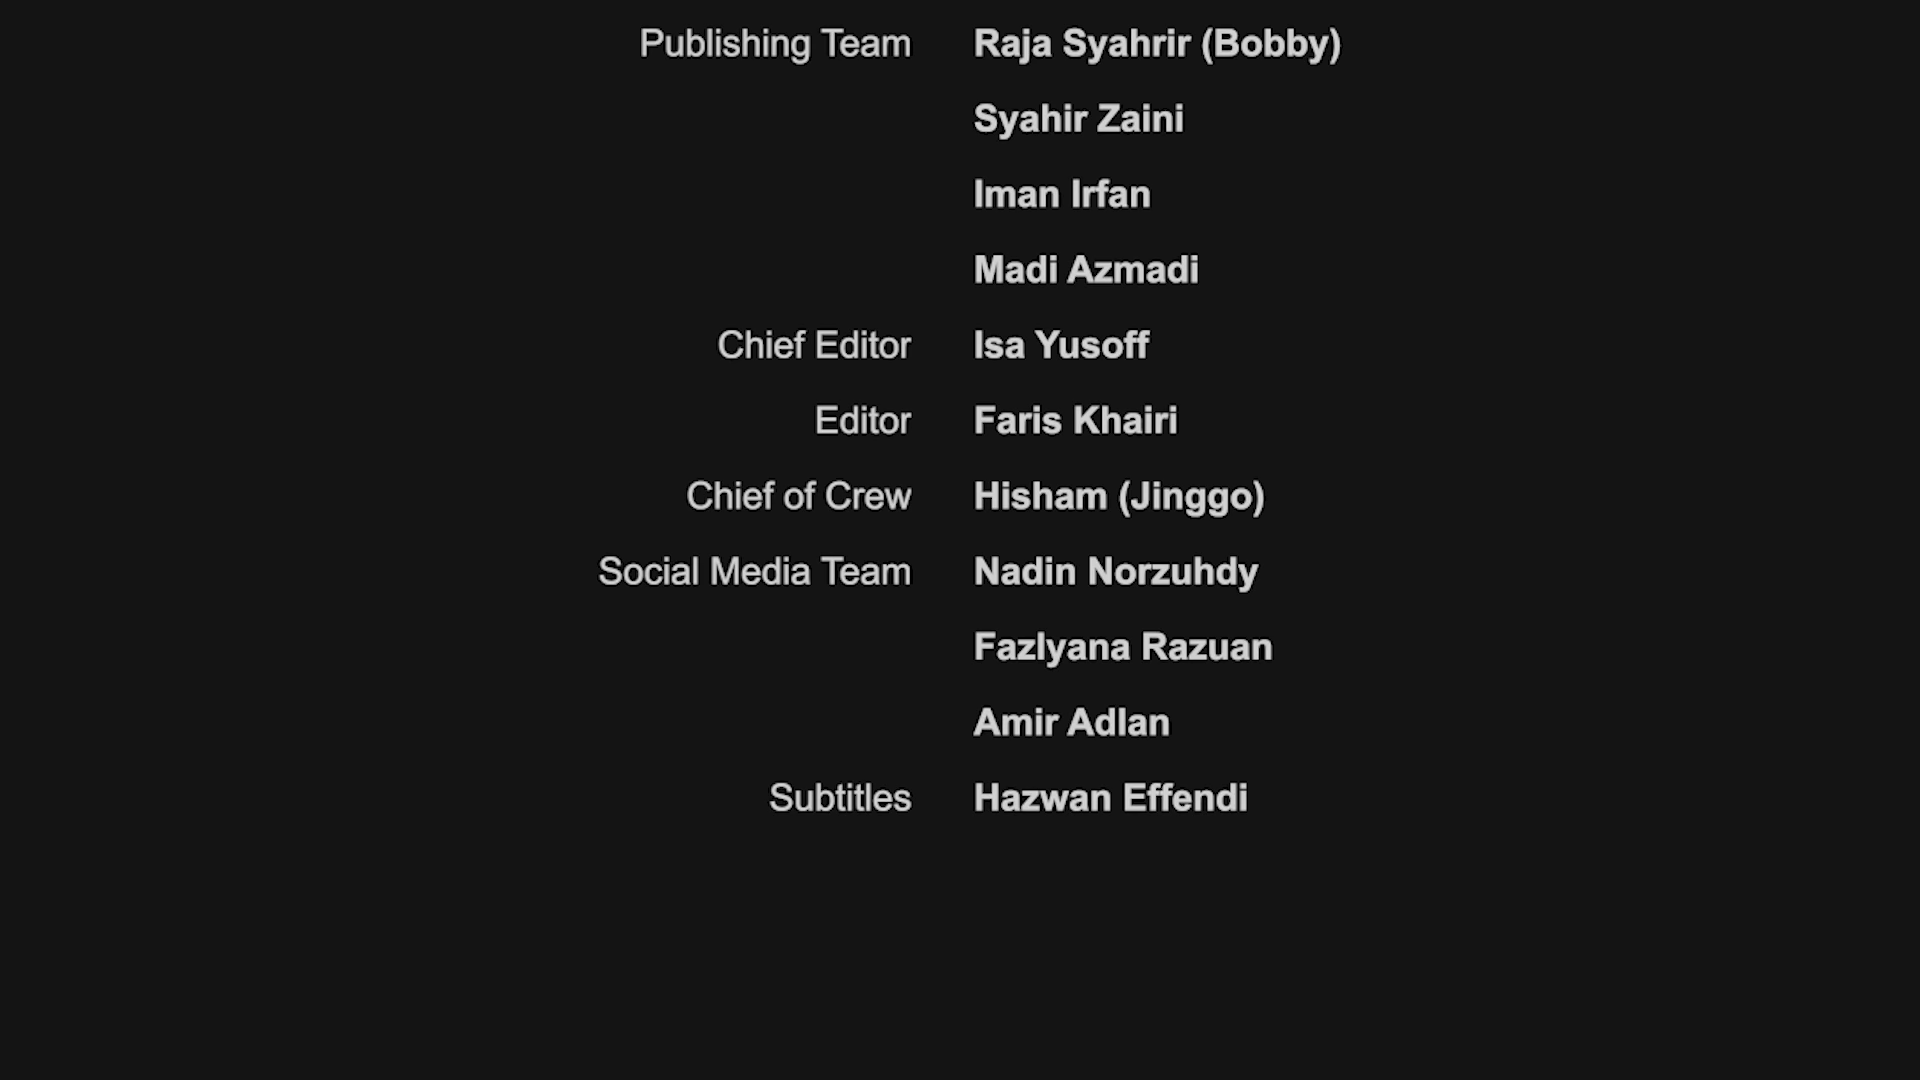 Publishing Team Raja Syahrir (Bobby)
Syahir Zaini
Iman Irfan
Madi Azmadi
Chief Editor Isa Yusoff
Editor Faris Khairi
Chief of Crew Hisham (Jinggo)
Social Media Team Nadin Norzuhdy
Fazlyana Razuan
Amir Adlan
Subtitles Hazwan Effendi